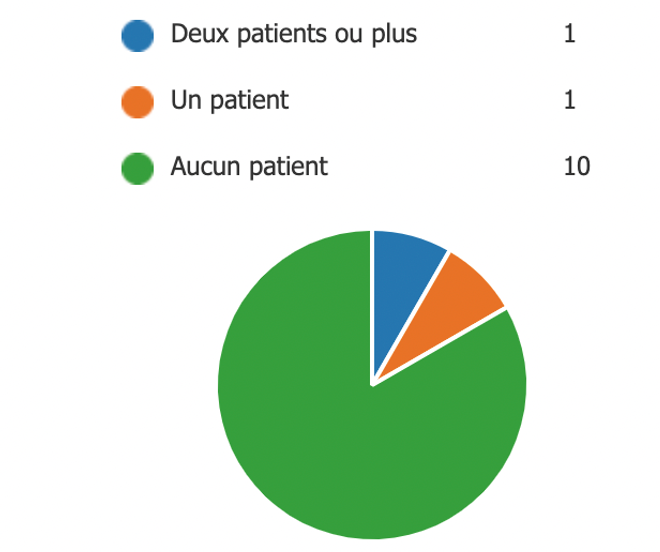 Deux patients ou plus 1
Un patient 1
Aucun patient 10